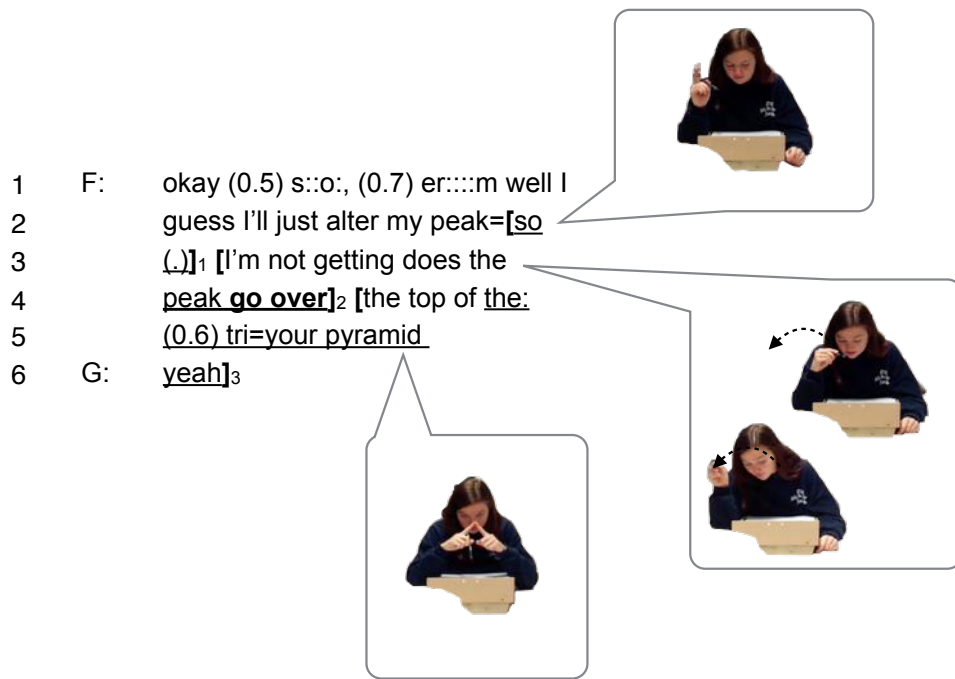 1 F: okay (0.5) s::o:, (0.7) er::::m well I
2 guess I’ll just alter my peak=[so
3 (.)]1 [I’m not getting does the
4 peak go over]2 [the top of the:
5 (0.6) tri=your pyramid
6 G: yeah]3